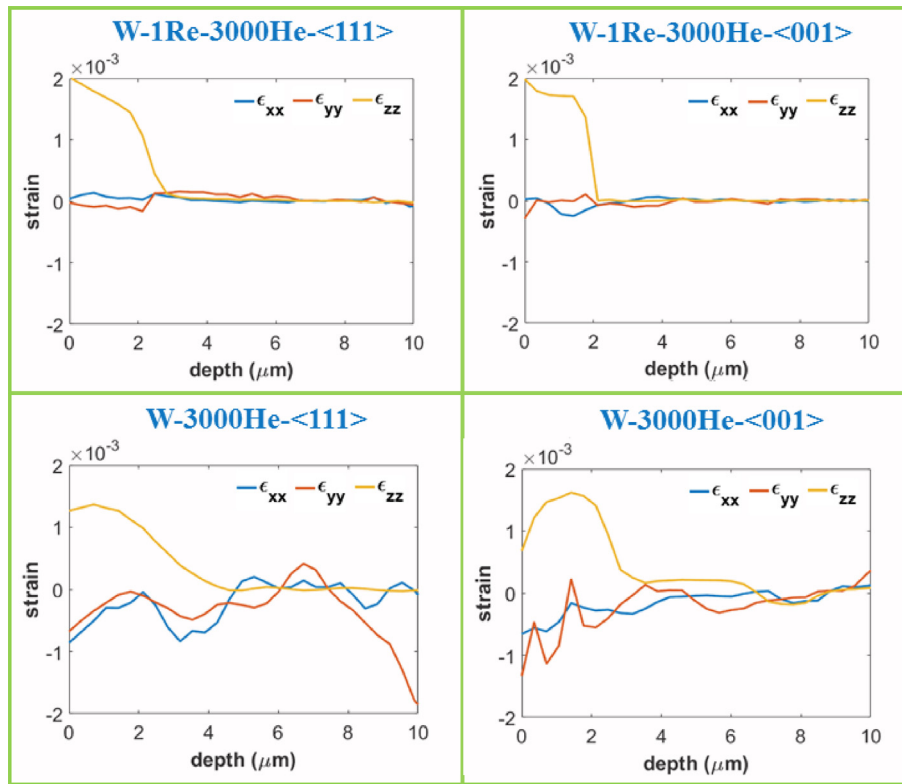 W-1Re-3000He-<111>
×10⁻³
2
1
0
-1
-2
strain
ϵxx ϵyy ϵzz
0 2 4 6 8 10
depth (μm)
W-1Re-3000He-<001>
×10⁻³
2
1
0
-1
-2
strain
ϵxx ϵyy ϵzz
0 2 4 6 8 10
depth (μm)
W-3000He-<111>
×10⁻³
2
1
0
-1
-2
strain
ϵxx ϵyy ϵzz
0 2 4 6 8 10
depth (μm)
W-3000He-<001>
×10⁻³
2
1
0
-1
-2
strain
ϵxx ϵyy ϵzz
0 2 4 6 8 10
depth (μm)